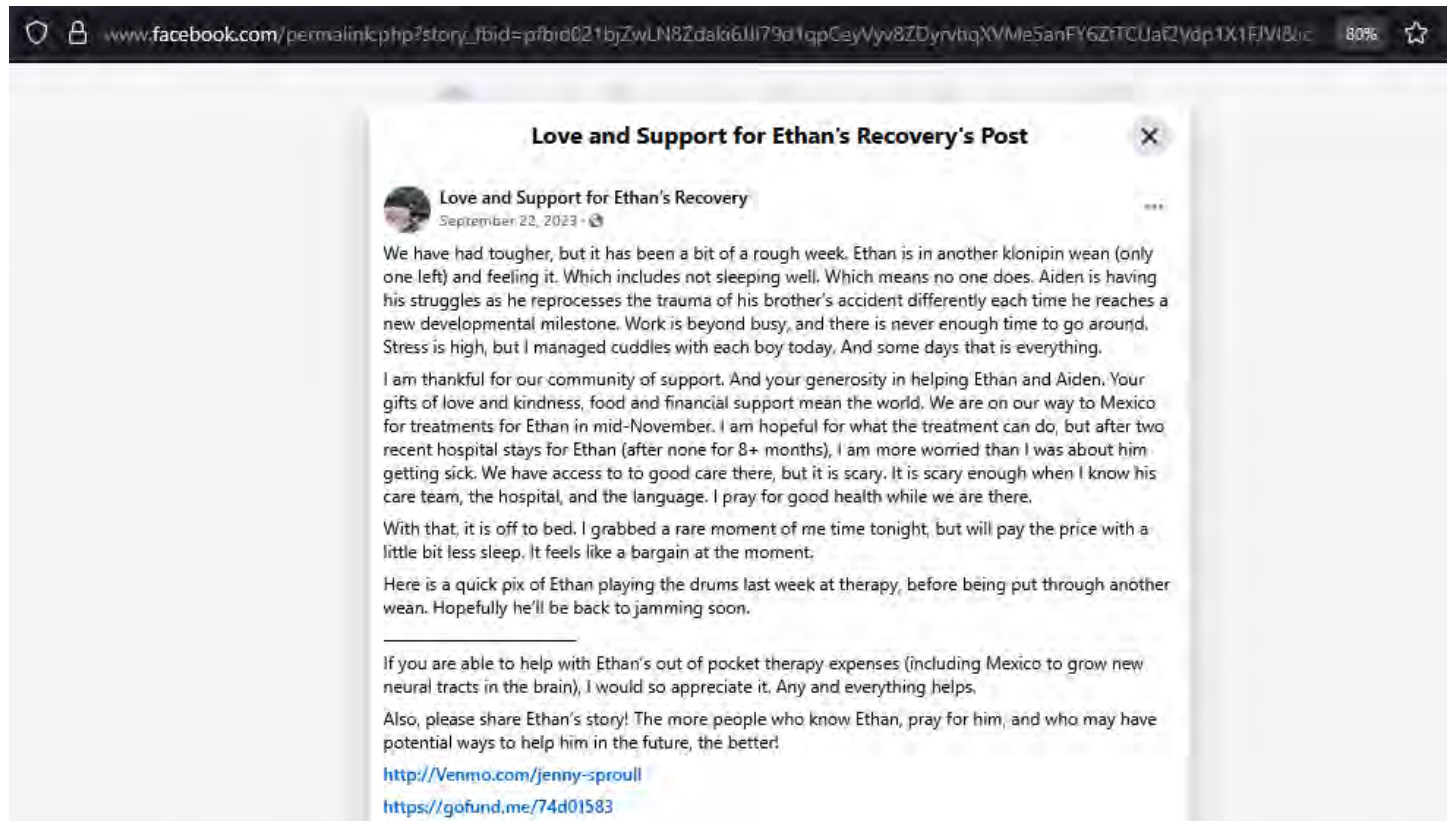 www.facebook.com/permalink.php?story_fbid=
80%
Love and Support for Ethan's Recovery's Post
Love and Support for Ethan's Recovery
September 22, 2023 ·
We have had tougher, but it has been a bit of a rough week. Ethan is in another klonipin wean (only
one left) and feeling it. Which includes not sleeping well. Which means no one does. Aiden is having
his struggles as he reprocesses the trauma of his brother's accident differently each time he reaches a
new developmental milestone. Work is beyond busy, and there is never enough time to go around.
Stress is high, but I managed cuddles with each boy today. And some days that is everything.
I am thankful for our community of support. And your generosity in helping Ethan and Aiden. Your
gifts of love and kindness, food and financial support mean the world. We are on our way to Mexico
for treatments for Ethan in mid-November. I am hopeful for what the treatment can do, but after two
recent hospital stays for Ethan (after none for 8+ months), I am more worried than I was about him
getting sick. We have access to to good care there, but it is scary. It is scary enough when I know his
care team, the hospital, and the language. I pray for good health while we are there.
With that, it is off to bed. I grabbed a rare moment of me time tonight, but will pay the price with a
little bit less sleep. It feels like a bargain at the moment.
Here is a quick pix of Ethan playing the drums last week at therapy, before being put through another
wean. Hopefully he'll be back to jamming soon.
If you are able to help with Ethan's out of pocket therapy expenses (including Mexico to grow new
neural tracts in the brain), I would so appreciate it. Any and everything helps.
Also, please share Ethan's story! The more people who know Ethan, pray for him, and who may have
potential ways to help him in the future, the better!
http://Venmo.com/jenny-sproull
https://gofund.me/74d01583